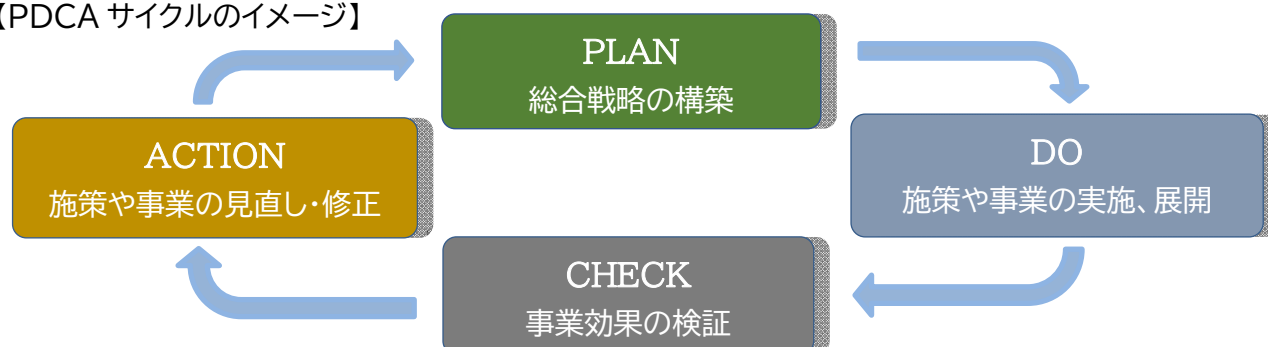 【PDCA サイクルのイメージ】
PLAN
総合戦略の構築
DO
施策や事業の実施、展開
CHECK
事業効果の検証
ACTION
施策や事業の見直し・修正